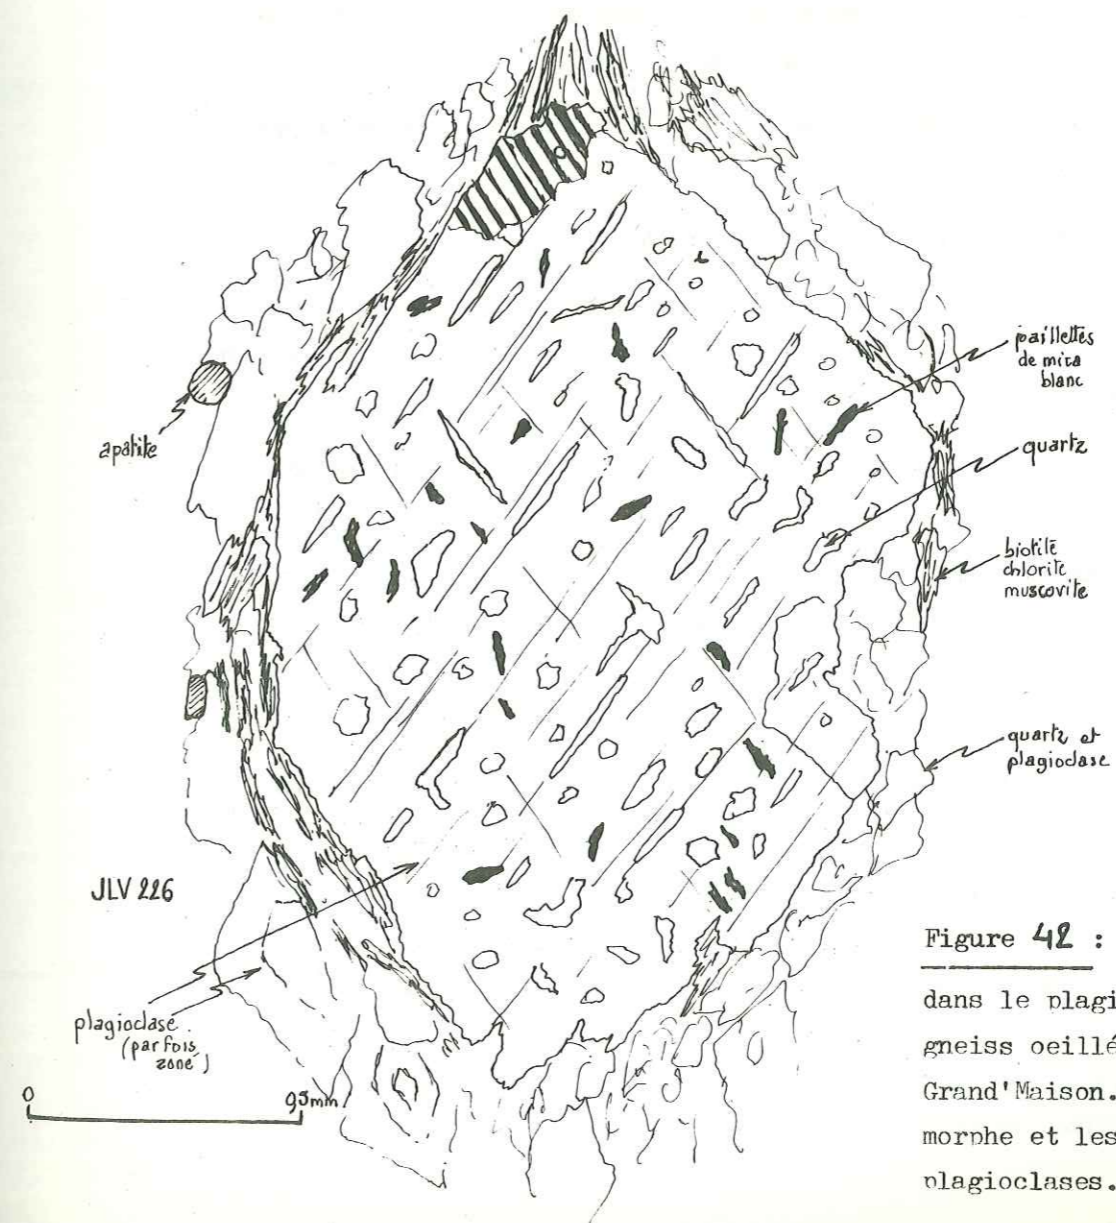 paillettes
de mica
blanc
quartz
apatite
biotite
chlorite
muscovite
quartz et
plagioclase
JLV 226
plagioclase
(parfois
zoné)
0
0,5mm
Figure 42 :
dans le plagi
gneiss oeillé
Grand'Maison.
morphe et les
plagioclases.